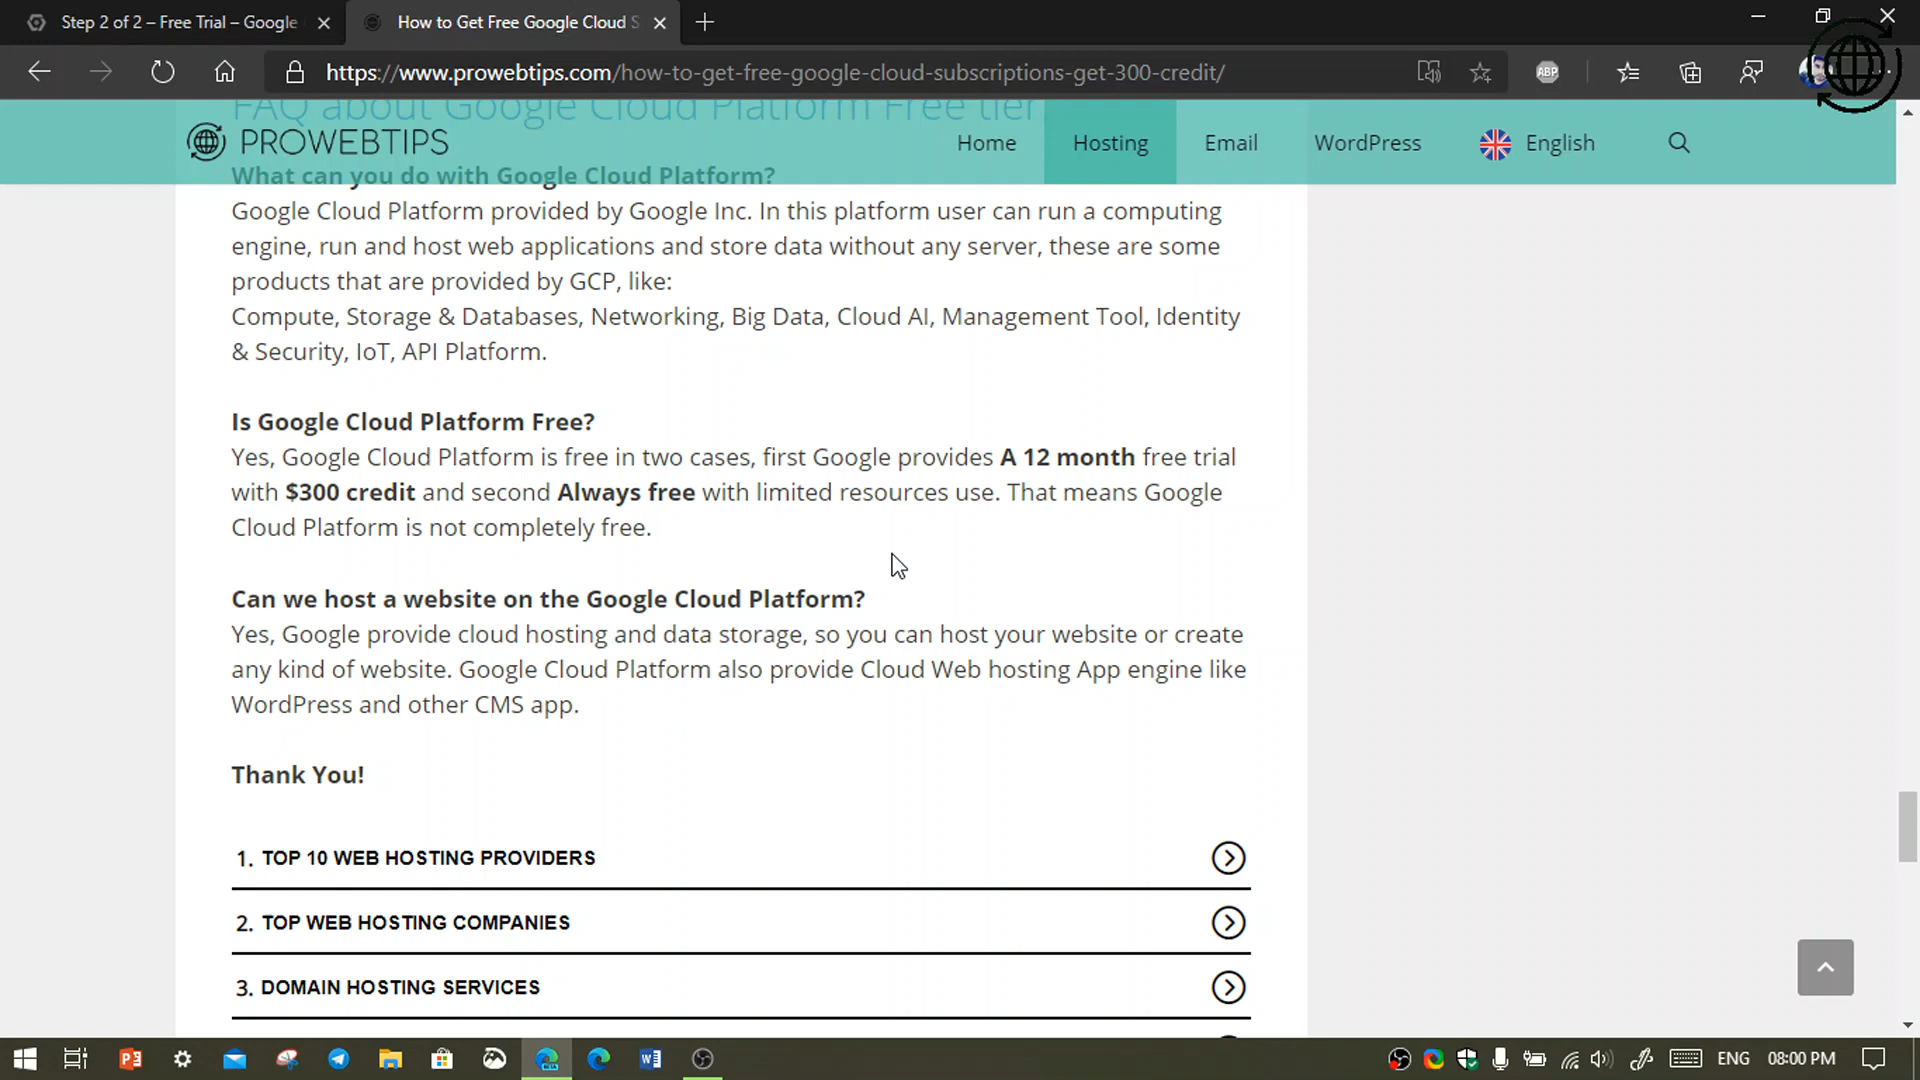 Step 2 of 2 – Free Trial – Google
How to Get Free Google Cloud S
https://www.prowebtips.com/how-to-get-free-google-cloud-subscriptions-get-300-credit/
ABP
FAQ about Google Cloud Platform Free tier
PROWEBTIPS
Home
Hosting
Email
WordPress
English
What can you do with Google Cloud Platform?
Google Cloud Platform provided by Google Inc. In this platform user can run a computing
engine, run and host web applications and store data without any server, these are some
products that are provided by GCP, like:
Compute, Storage & Databases, Networking, Big Data, Cloud AI, Management Tool, Identity
& Security, IoT, API Platform.
Is Google Cloud Platform Free?
Yes, Google Cloud Platform is free in two cases, first Google provides A 12 month free trial
with $300 credit and second Always free with limited resources use. That means Google
Cloud Platform is not completely free.
Can we host a website on the Google Cloud Platform?
Yes, Google provide cloud hosting and data storage, so you can host your website or create
any kind of website. Google Cloud Platform also provide Cloud Web hosting App engine like
WordPress and other CMS app.
Thank You!
1. TOP 10 WEB HOSTING PROVIDERS
2. TOP WEB HOSTING COMPANIES
3. DOMAIN HOSTING SERVICES
ENG
08:00 PM